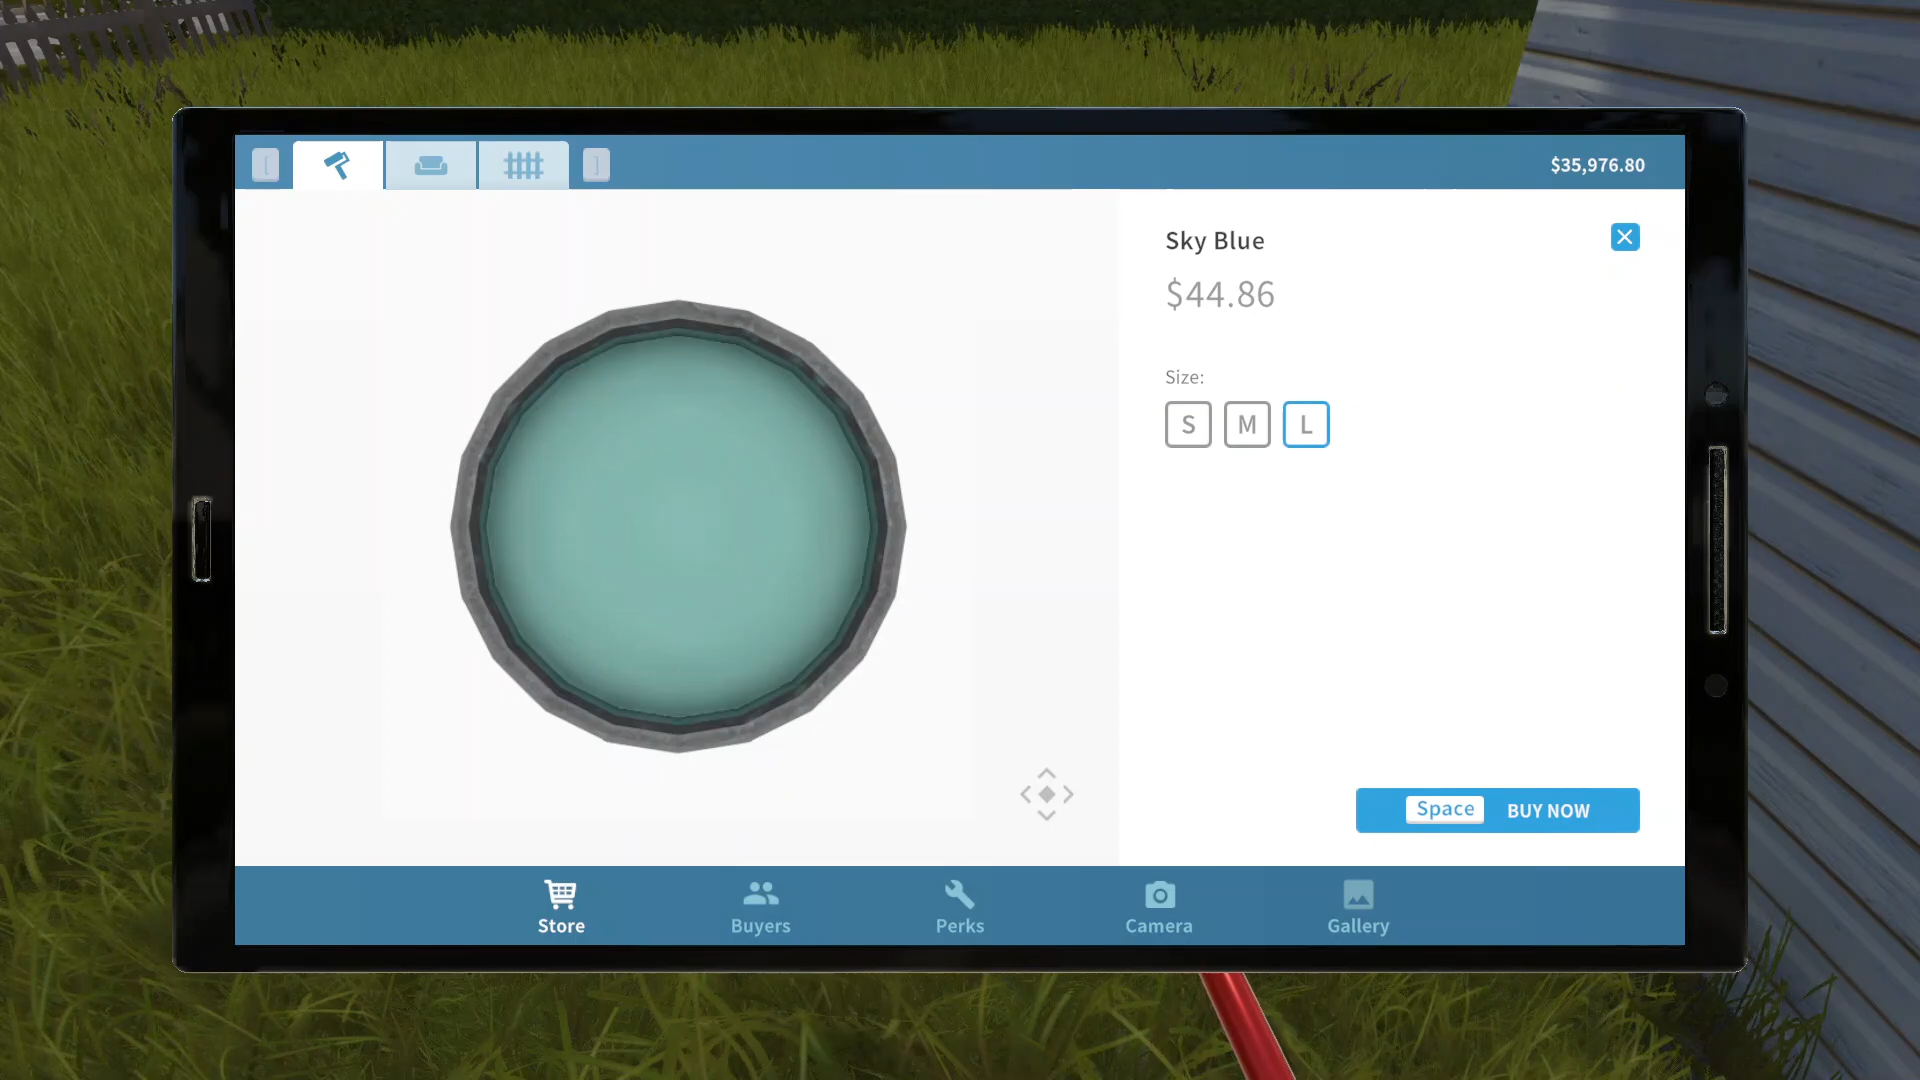 [
]
$35,976.80
Sky Blue
$44.86
Size:
S M L
Space BUY NOW
Store Buyers Perks Camera Gallery